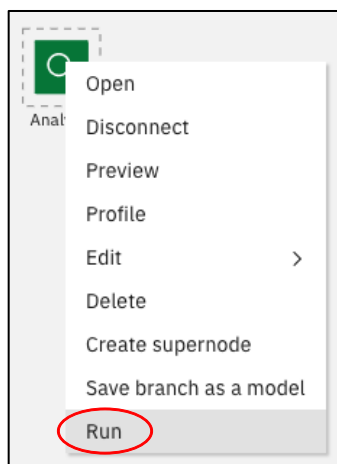 Anal
Open
Disconnect
Preview
Profile
Edit
Delete
Create supernode
Save branch as a model
Run